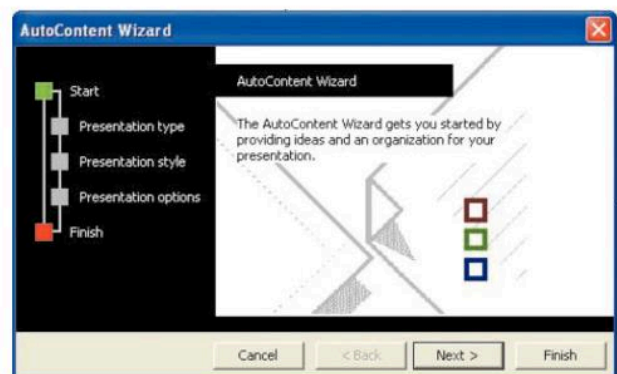 AutoContent Wizard
Start
Presentation type
Presentation style
Presentation options
Finish
AutoContent Wizard
The AutoContent Wizard gets you started by
providing ideas and an organization for your
presentation.
Cancel
< Back
Next >
Finish